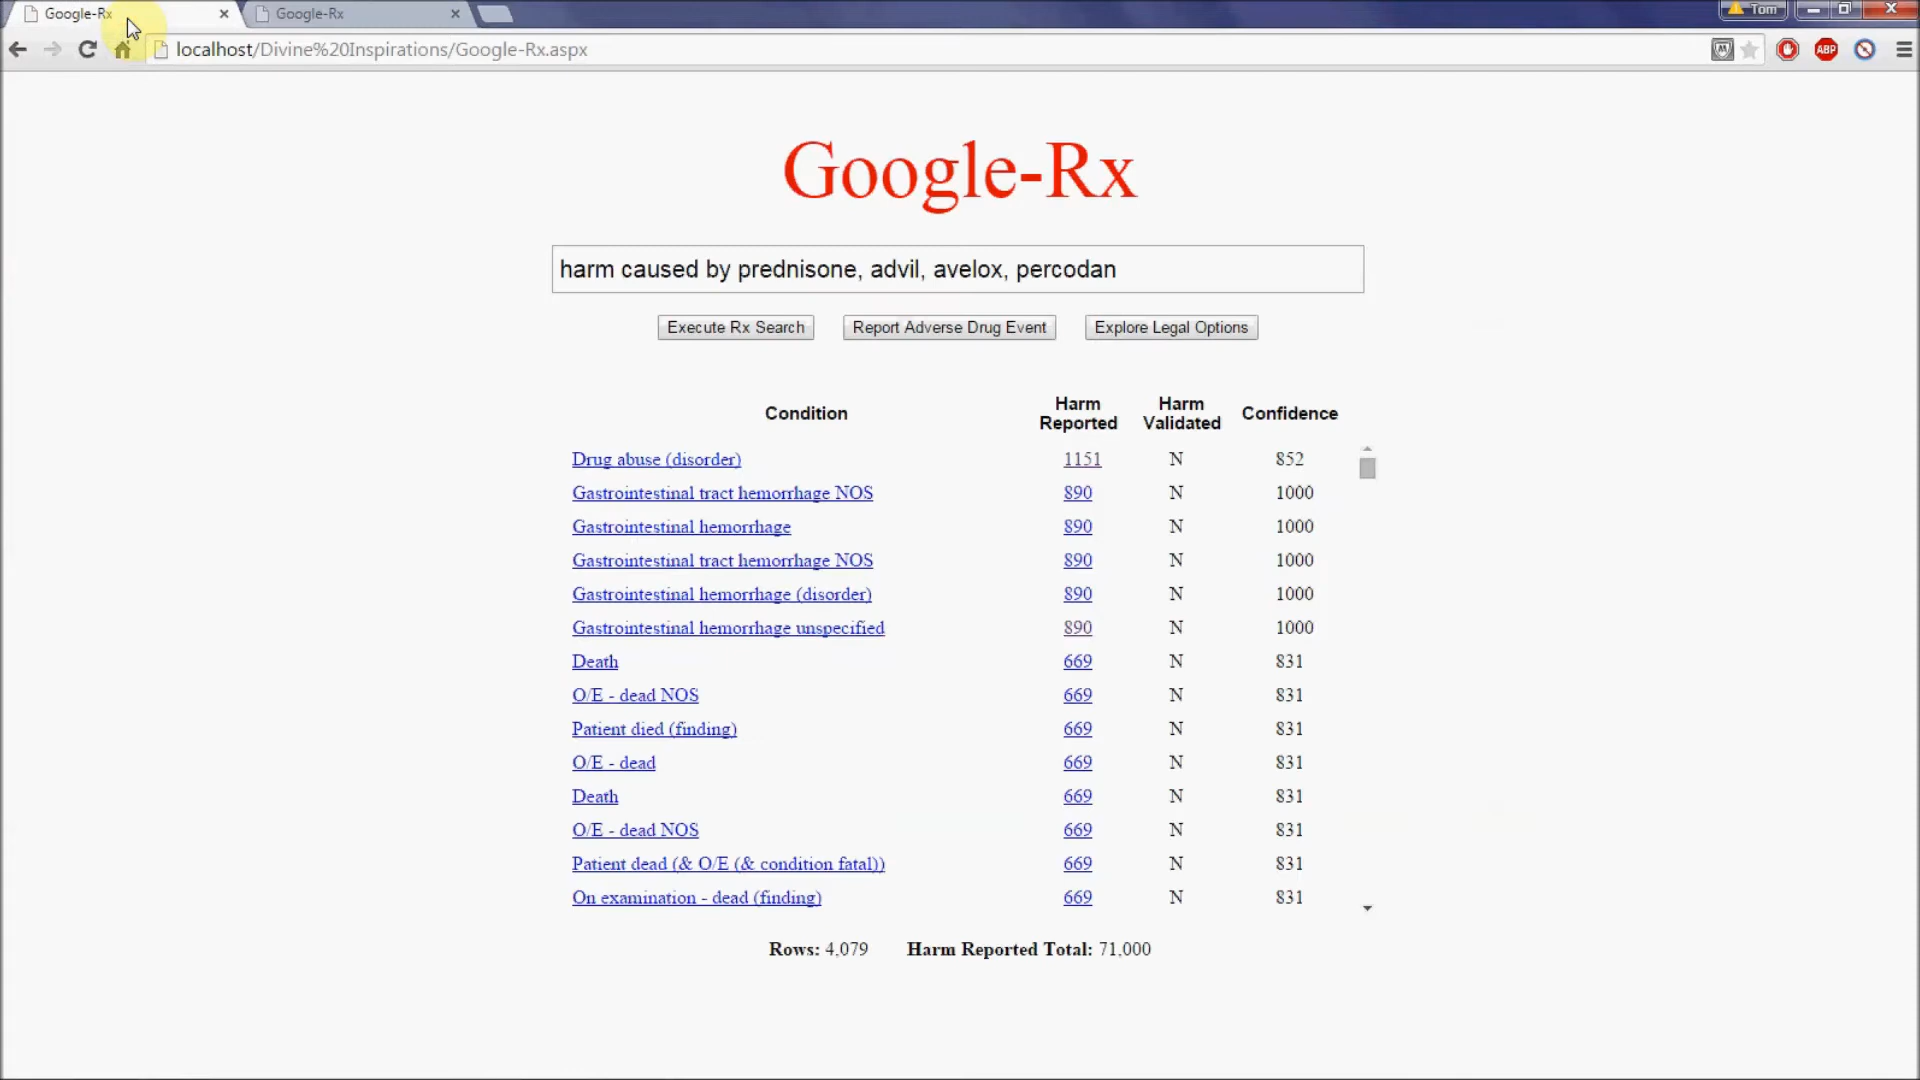 Google-Rx
Google-Rx
Tom
localhost/Divine%20Inspirations/Google-Rx.aspx
ABP
Google-Rx
harm caused by prednisone, advil, avelox, percodan
Execute Rx Search Report Adverse Drug Event Explore Legal Options
Condition Harm Reported Harm Validated Confidence
Drug abuse (disorder) 1151 N 852
Gastrointestinal tract hemorrhage NOS 890 N 1000
Gastrointestinal hemorrhage 890 N 1000
Gastrointestinal tract hemorrhage NOS 890 N 1000
Gastrointestinal hemorrhage (disorder) 890 N 1000
Gastrointestinal hemorrhage unspecified 890 N 1000
Death 669 N 831
O/E - dead NOS 669 N 831
Patient died (finding) 669 N 831
O/E - dead 669 N 831
Death 669 N 831
O/E - dead NOS 669 N 831
Patient dead (& O/E (& condition fatal)) 669 N 831
On examination - dead (finding) 669 N 831
Rows: 4,079 Harm Reported Total: 71,000